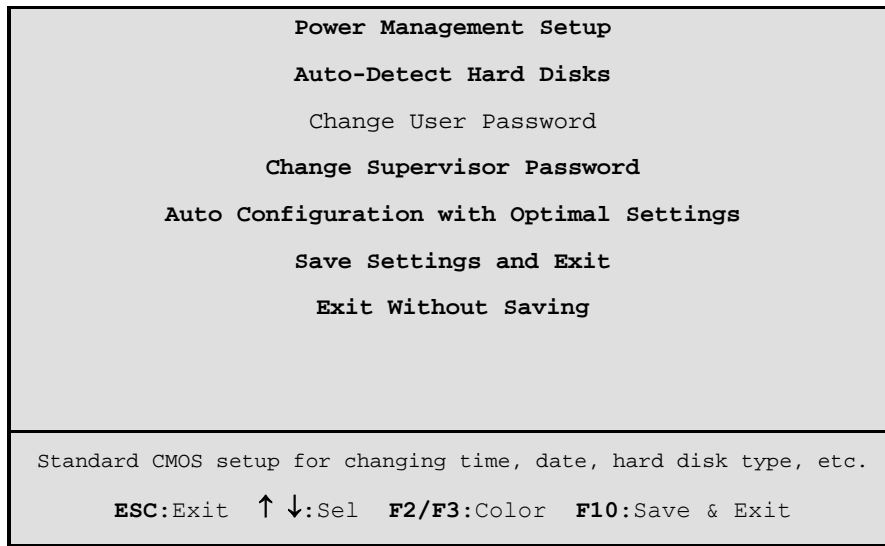 Power Management Setup
Auto-Detect Hard Disks
Change User Password
Change Supervisor Password
Auto Configuration with Optimal Settings
Save Settings and Exit
Exit Without Saving
Standard CMOS setup for changing time, date, hard disk type, etc.
ESC:Exit ↑ ↓:Sel F2/F3:Color F10:Save & Exit